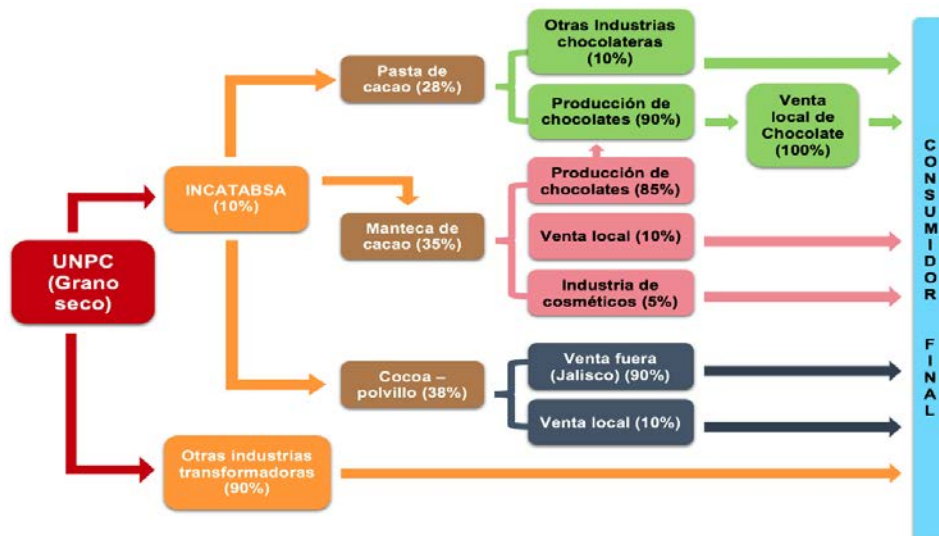 UNPC
(Grano
seco)
INCATABSA
(10%)
Otras industrias
transformadoras
(90%)
Pasta de
cacao (28%)
Manteca de
cacao (35%)
Cocoa –
polvillo (38%)
Otras Industrias
chocolateras
(10%)
Producción de
chocolates (90%)
Producción de
chocolates (85%)
Venta local (10%)
Industria de
cosméticos (5%)
Venta fuera
(Jalisco) (90%)
Venta local (10%)
Venta
local de
Chocolate
(100%)
CONSUMIDOR FINAL